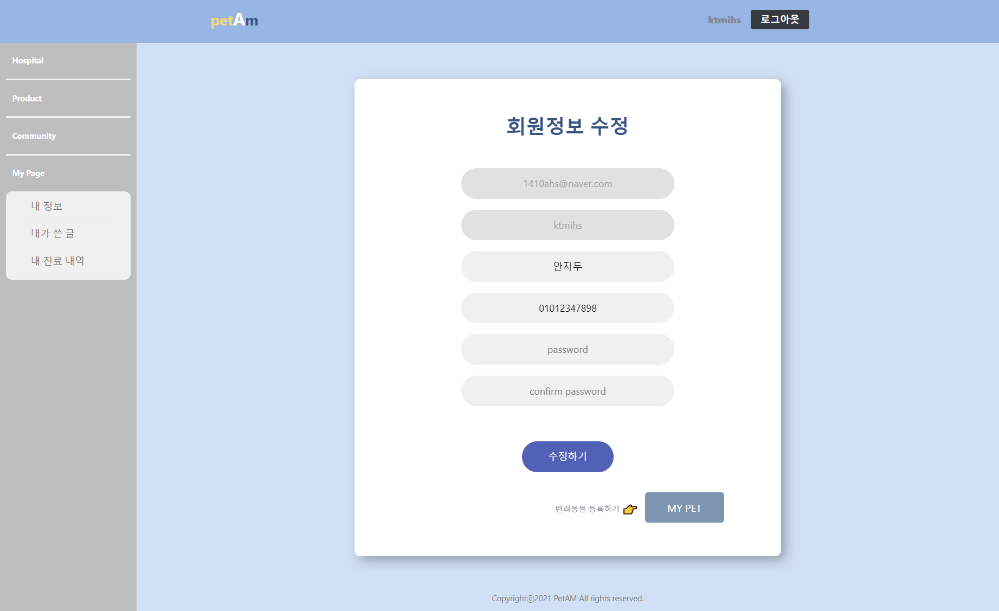 petAm
ktmihs 로그아웃
Hospital
Product
Community
My Page
내 정보
내가 쓴 글
내 진료 내역
회원정보 수정
1410ahs@naver.com
ktmihs
안자두
01012347898
password
confirm password
수정하기
반려동물 등록하기 👉 MY PET
Copyrightⓒ2021 PetAM All rights reserved.